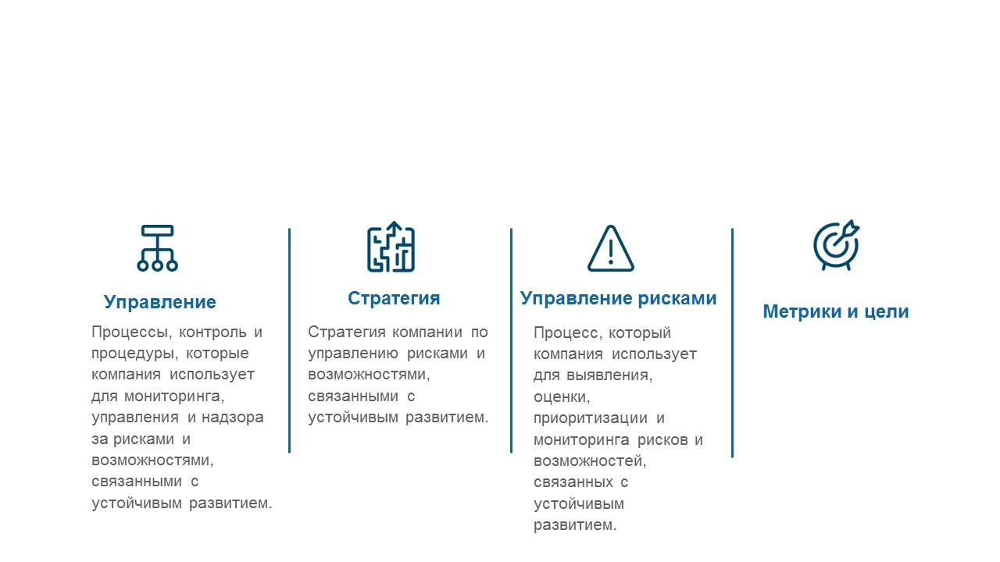 Управление
Процессы, контроль и
процедуры, которые
компания использует
для мониторинга,
управления и надзора
за рисками и
возможностями,
связанными с
устойчивым развитием.
Стратегия
Стратегия компании по
управлению рисками и
возможностями,
связанными с
устойчивым развитием.
Управление рисками
Процесс, который
компания использует
для выявления,
оценки,
приоритизации и
мониторинга рисков и
возможностей,
связанных с
устойчивым
развитием.
Метрики и цели